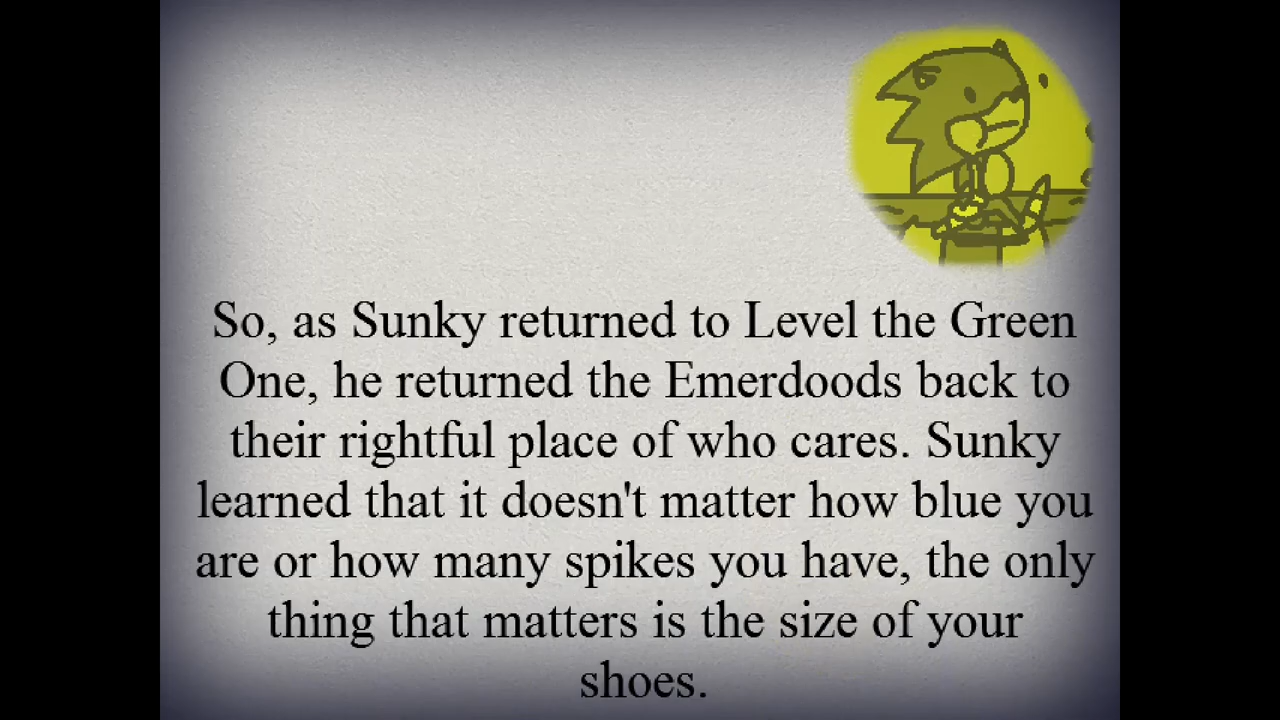 So, as Sunky returned to Level the Green
One, he returned the Emerdoods back to
their rightful place of who cares. Sunky
learned that it doesn't matter how blue you
are or how many spikes you have, the only
thing that matters is the size of your
shoes.